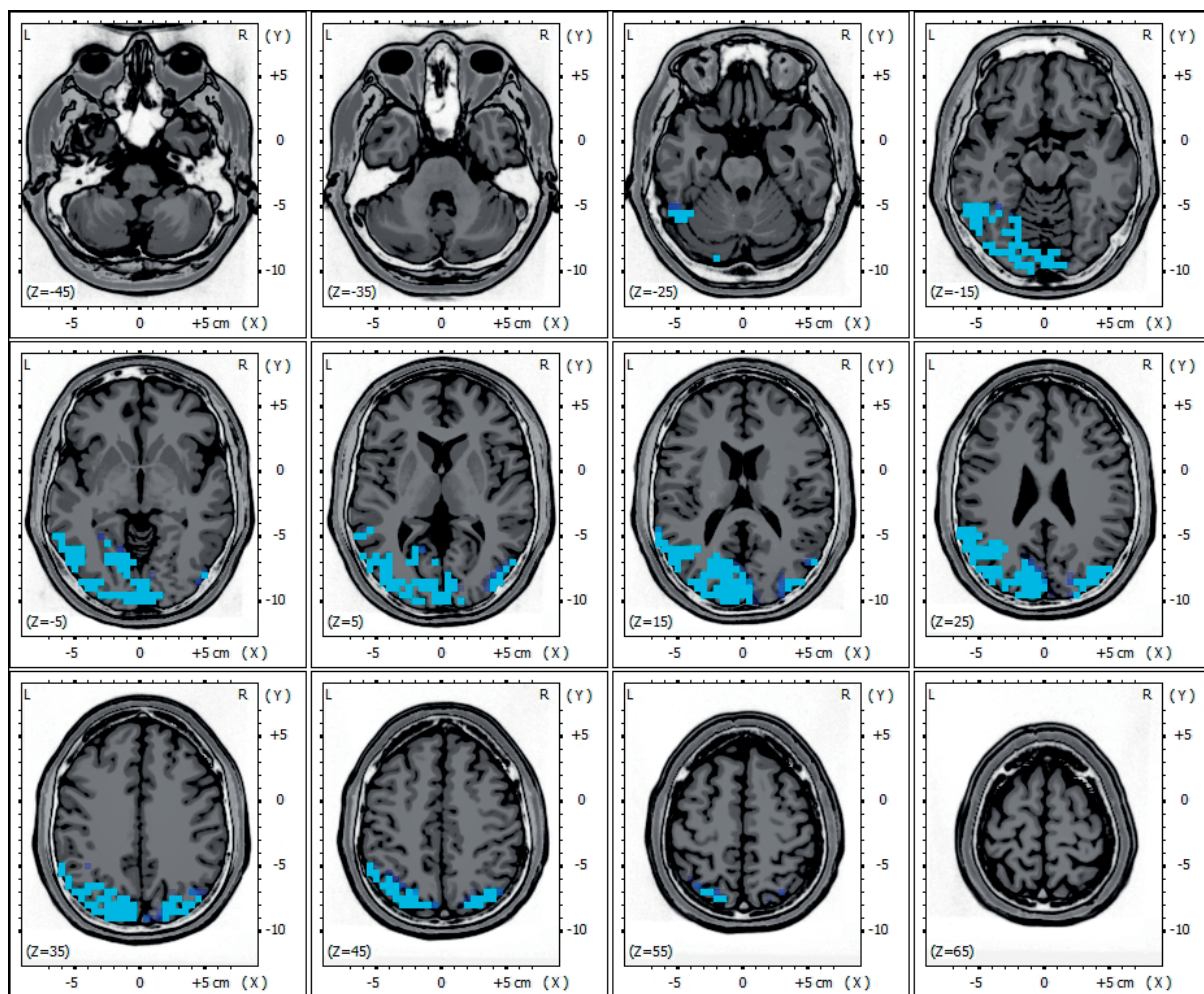 L R (Y)
+5
0
-5
-10
(Z=-45)
-5 0 +5 cm (X)
L R (Y)
+5
0
-5
-10
(Z=-35)
-5 0 +5 cm (X)
L R (Y)
+5
0
-5
-10
(Z=-25)
-5 0 +5 cm (X)
L R (Y)
+5
0
-5
-10
(Z=-15)
-5 0 +5 cm (X)
L R (Y)
+5
0
-5
-10
(Z=-5)
-5 0 +5 cm (X)
L R (Y)
+5
0
-5
-10
(Z=5)
-5 0 +5 cm (X)
L R (Y)
+5
0
-5
-10
(Z=15)
-5 0 +5 cm (X)
L R (Y)
+5
0
-5
-10
(Z=25)
-5 0 +5 cm (X)
L R (Y)
+5
0
-5
-10
(Z=35)
-5 0 +5 cm (X)
L R (Y)
+5
0
-5
-10
(Z=45)
-5 0 +5 cm (X)
L R (Y)
+5
0
-5
-10
(Z=55)
-5 0 +5 cm (X)
L R (Y)
+5
0
-5
-10
(Z=65)
-5 0 +5 cm (X)